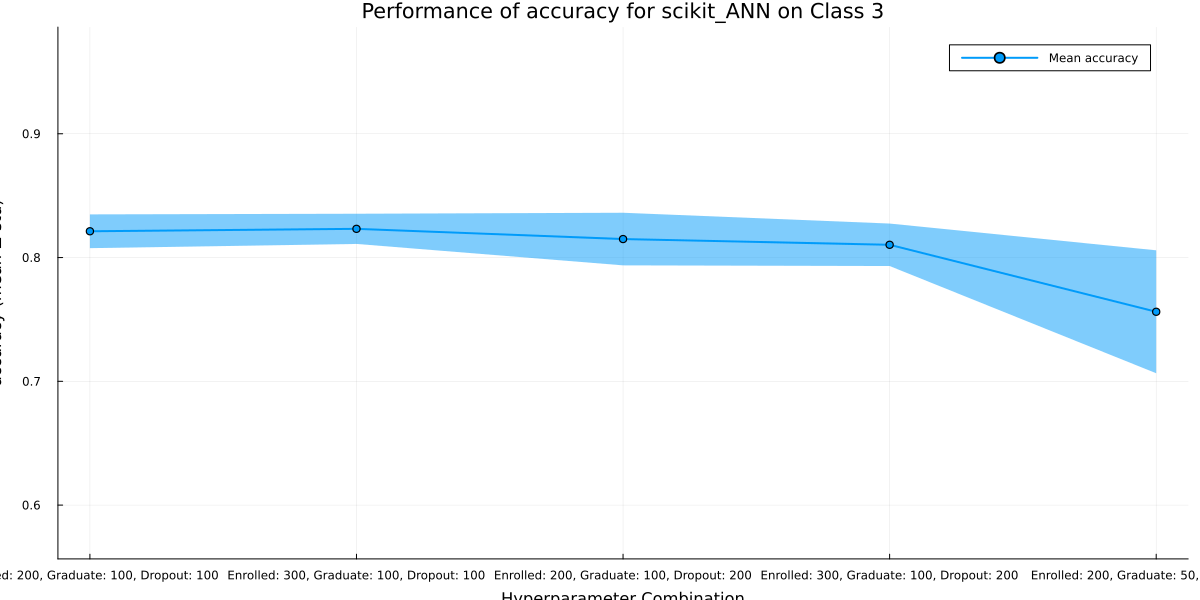 Performance of accuracy for scikit_ANN on Class 3
Mean accuracy
0.9
0.8
0.7
0.6
200, Graduate: 100, Dropout: 100
Enrolled: 300, Graduate: 100, Dropout: 100
Enrolled: 200, Graduate: 100, Dropout: 200
Enrolled: 300, Graduate: 100, Dropout: 200
Enrolled: 200, Graduate: 50,
Hyperparameter Combination